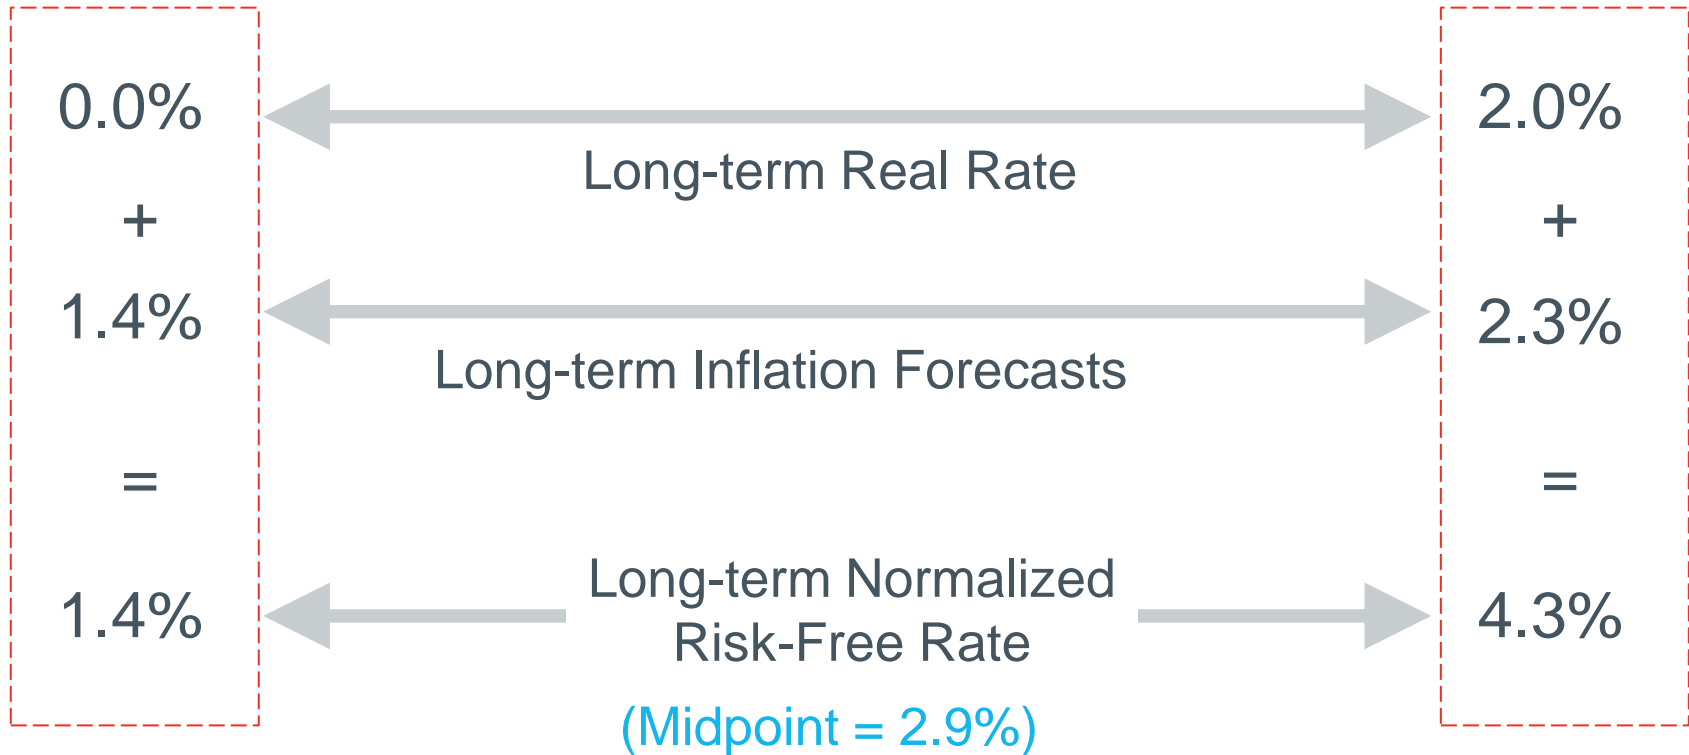 0.0%
2.0%
Long-term Real Rate
+
+
1.4%
2.3%
Long-term Inflation Forecasts
=
=
Long-term Normalized
1.4%
Risk-Free Rate
4.3%
(Midpoint = 2.9%)